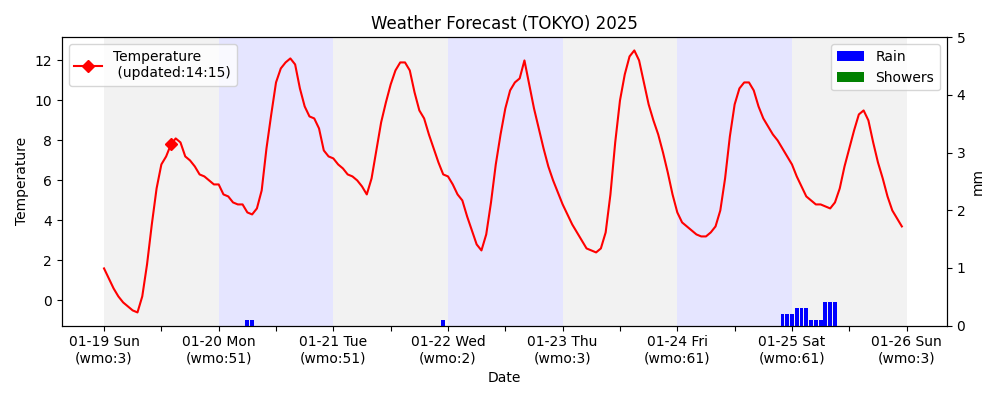 Weather Forecast (TOKYO) 2025
Temperature
(updated:14:15)
Rain
Showers
Temperature
12
10
8
6
4
2
0
5
4
3
2
1
0
mm
01-19 Sun
(wmo:3)
01-20 Mon
(wmo:51)
01-21 Tue
(wmo:51)
01-22 Wed
(wmo:2)
01-23 Thu
(wmo:3)
01-24 Fri
(wmo:61)
01-25 Sat
(wmo:61)
01-26 Sun
(wmo:3)
Date